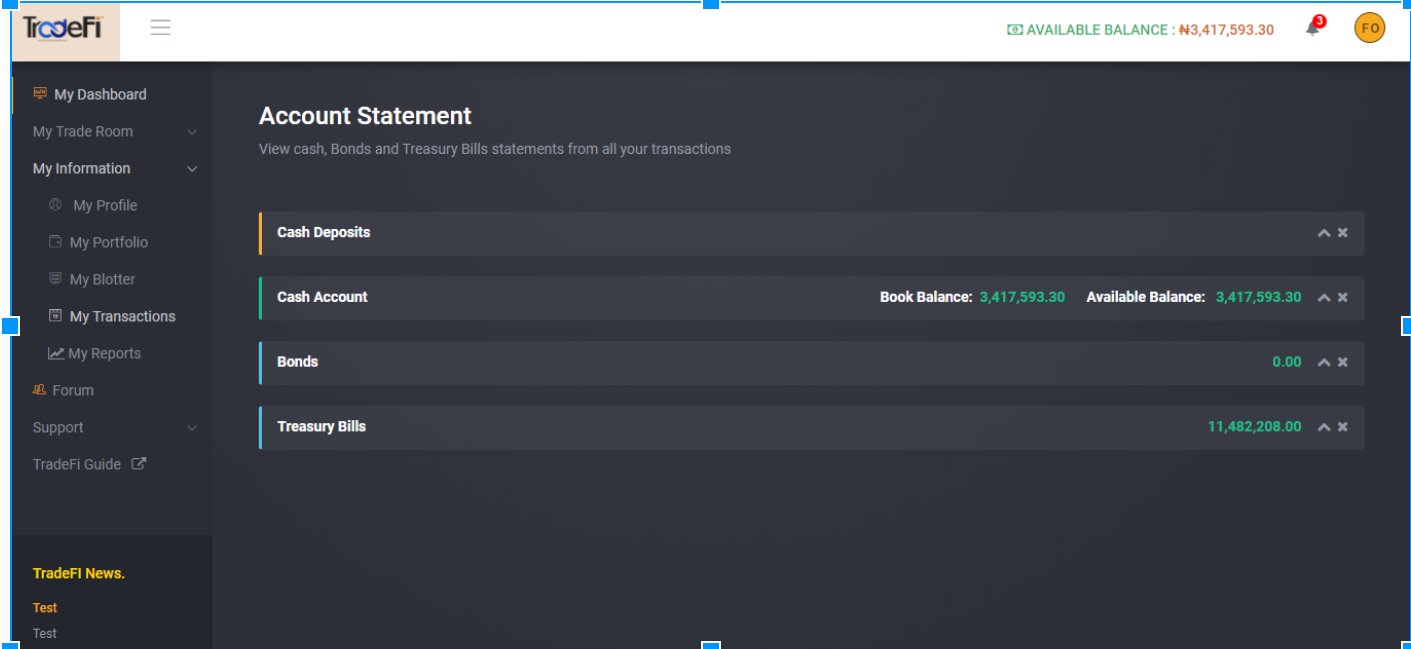 TradeFi
AVAILABLE BALANCE : ₦3,417,593.30
3
FO
My Dashboard
My Trade Room
My Information
My Profile
My Portfolio
My Blotter
My Transactions
My Reports
Forum
Support
TradeFi Guide
TradeFI News.
Test
Test
Account Statement
View cash, Bonds and Treasury Bills statements from all your transactions
Cash Deposits
Cash Account Book Balance: 3,417,593.30 Available Balance: 3,417,593.30
Bonds 0.00
Treasury Bills 11,482,208.00